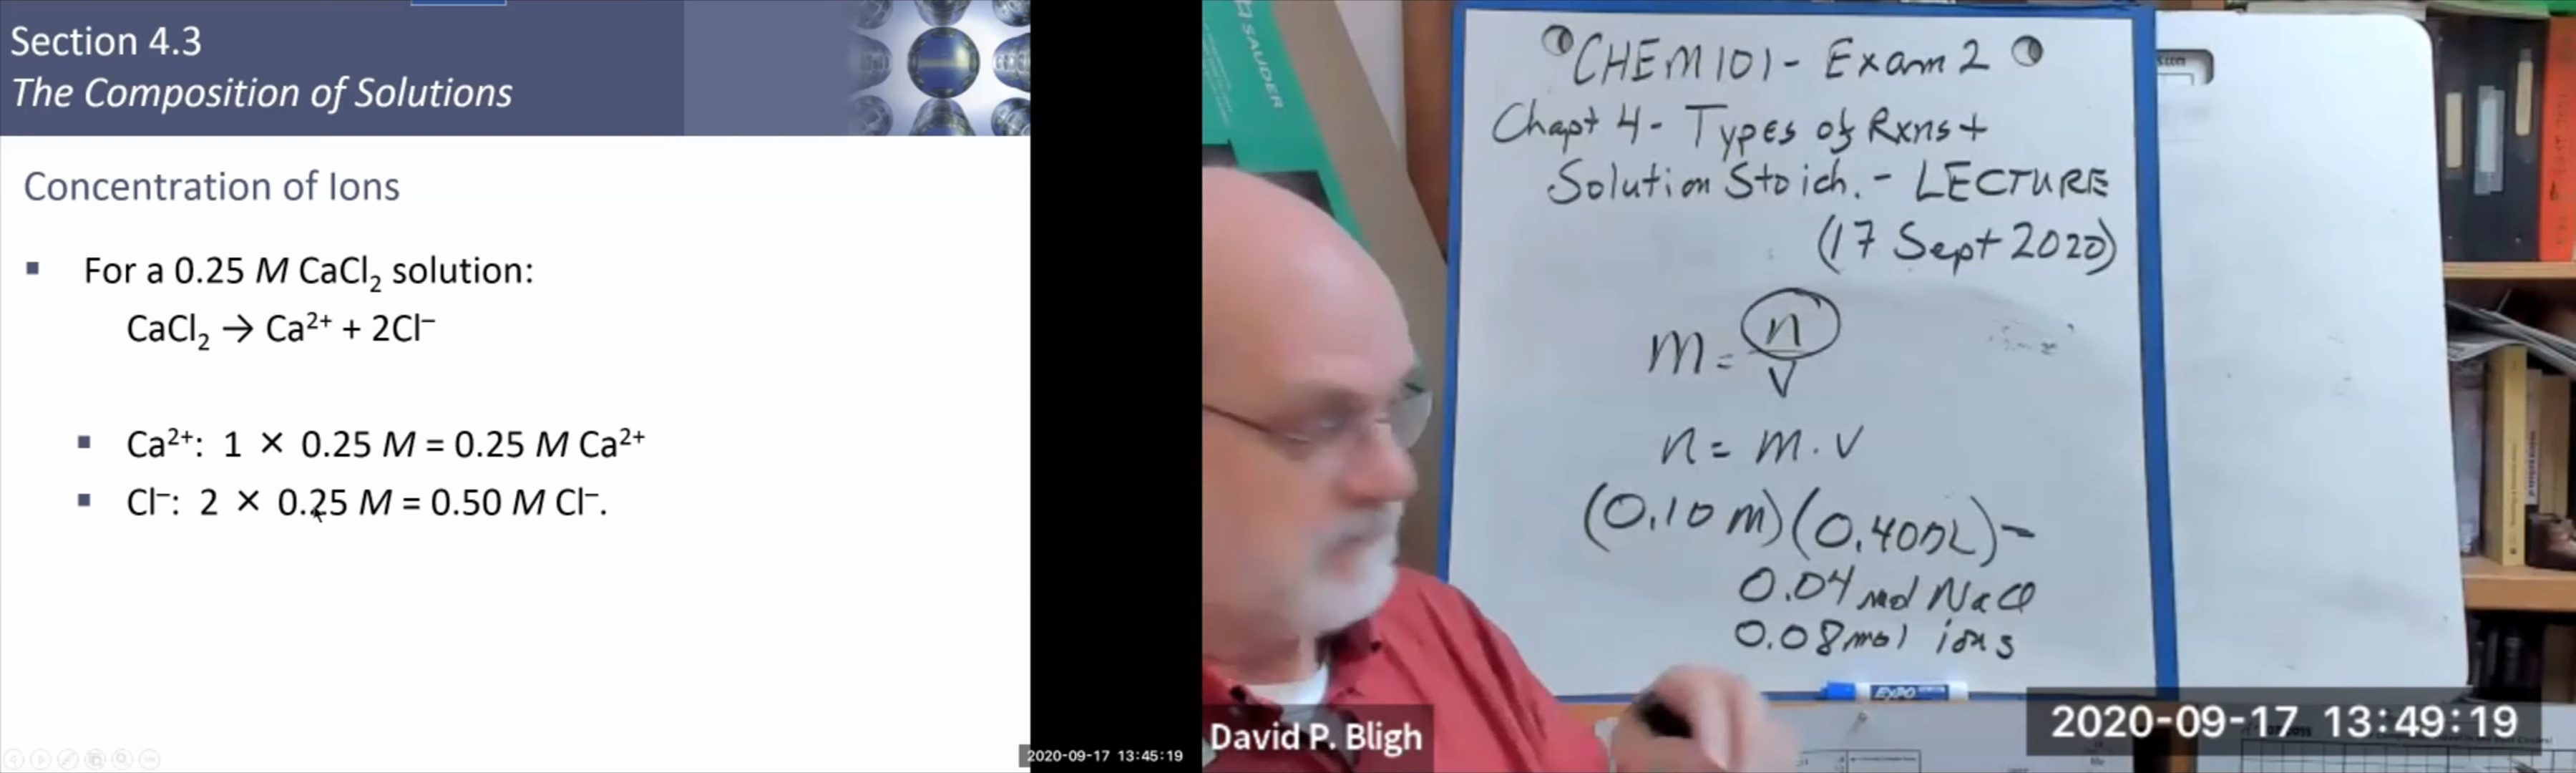 Section 4.3
The Composition of Solutions
Concentration of Ions
▪ For a 0.25 M CaCl₂ solution:
CaCl₂ → Ca²⁺ + 2Cl⁻
▪ Ca²⁺: 1 × 0.25 M = 0.25 M Ca²⁺
▪ Cl⁻: 2 × 0.25 M = 0.50 M Cl⁻.
2020-09-17 13:45:19
SAUDER
CHEM 101 - Exam 2
Chapt 4 - Types of Rxns +
Solution Stoich. - LECTURE
(17 Sept 2020)
M = n
V
n = M · V
(0.10 M)(0.400L) =
0.04 mol NaCl
0.08 mol ions
EXPO
David P. Bligh
2020-09-17 13:49:19